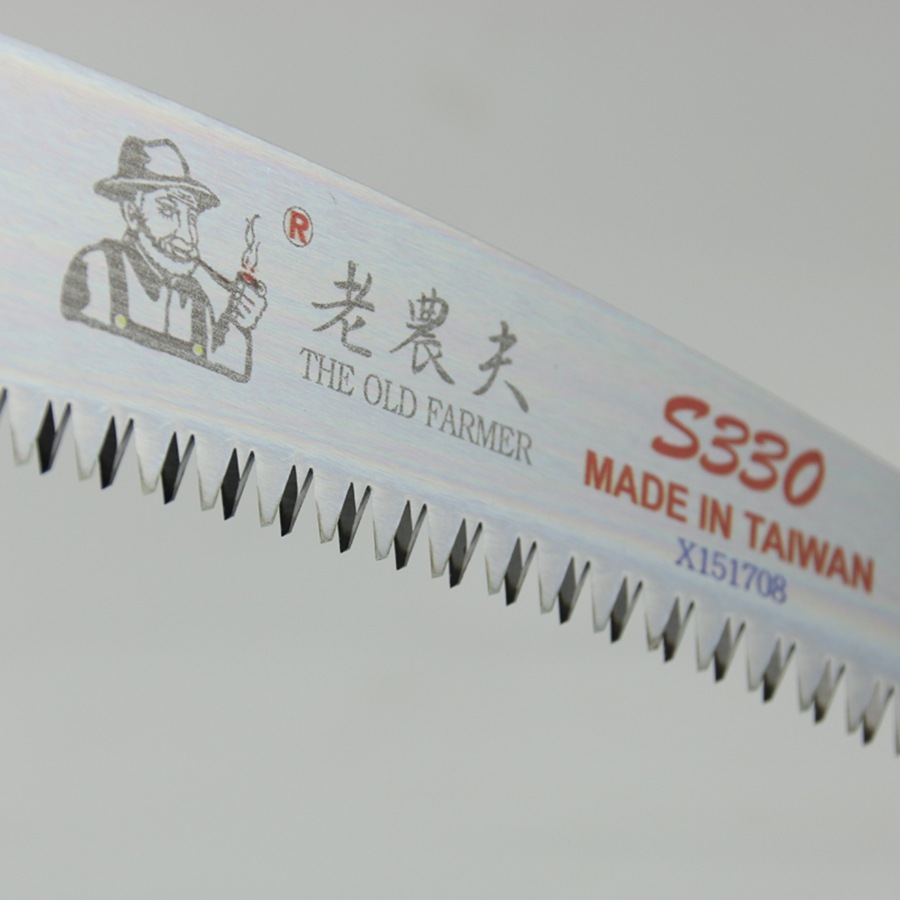 ®
老農夫
THE OLD FARMER
S330
MADE IN TAIWAN
X151708